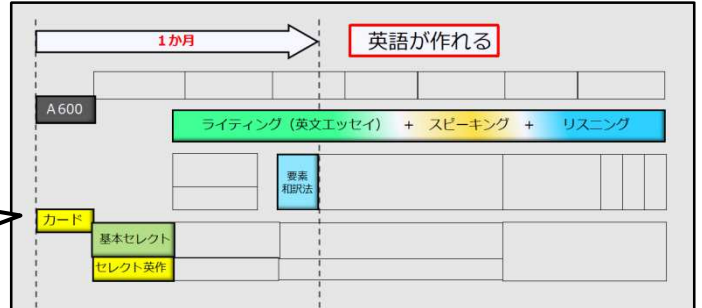 1か月
英語が作れる
A600
ライティング（英文エッセイ） + スピーキング + リスニング
要素
和訳法
カード
基本セレクト
セレクト英作